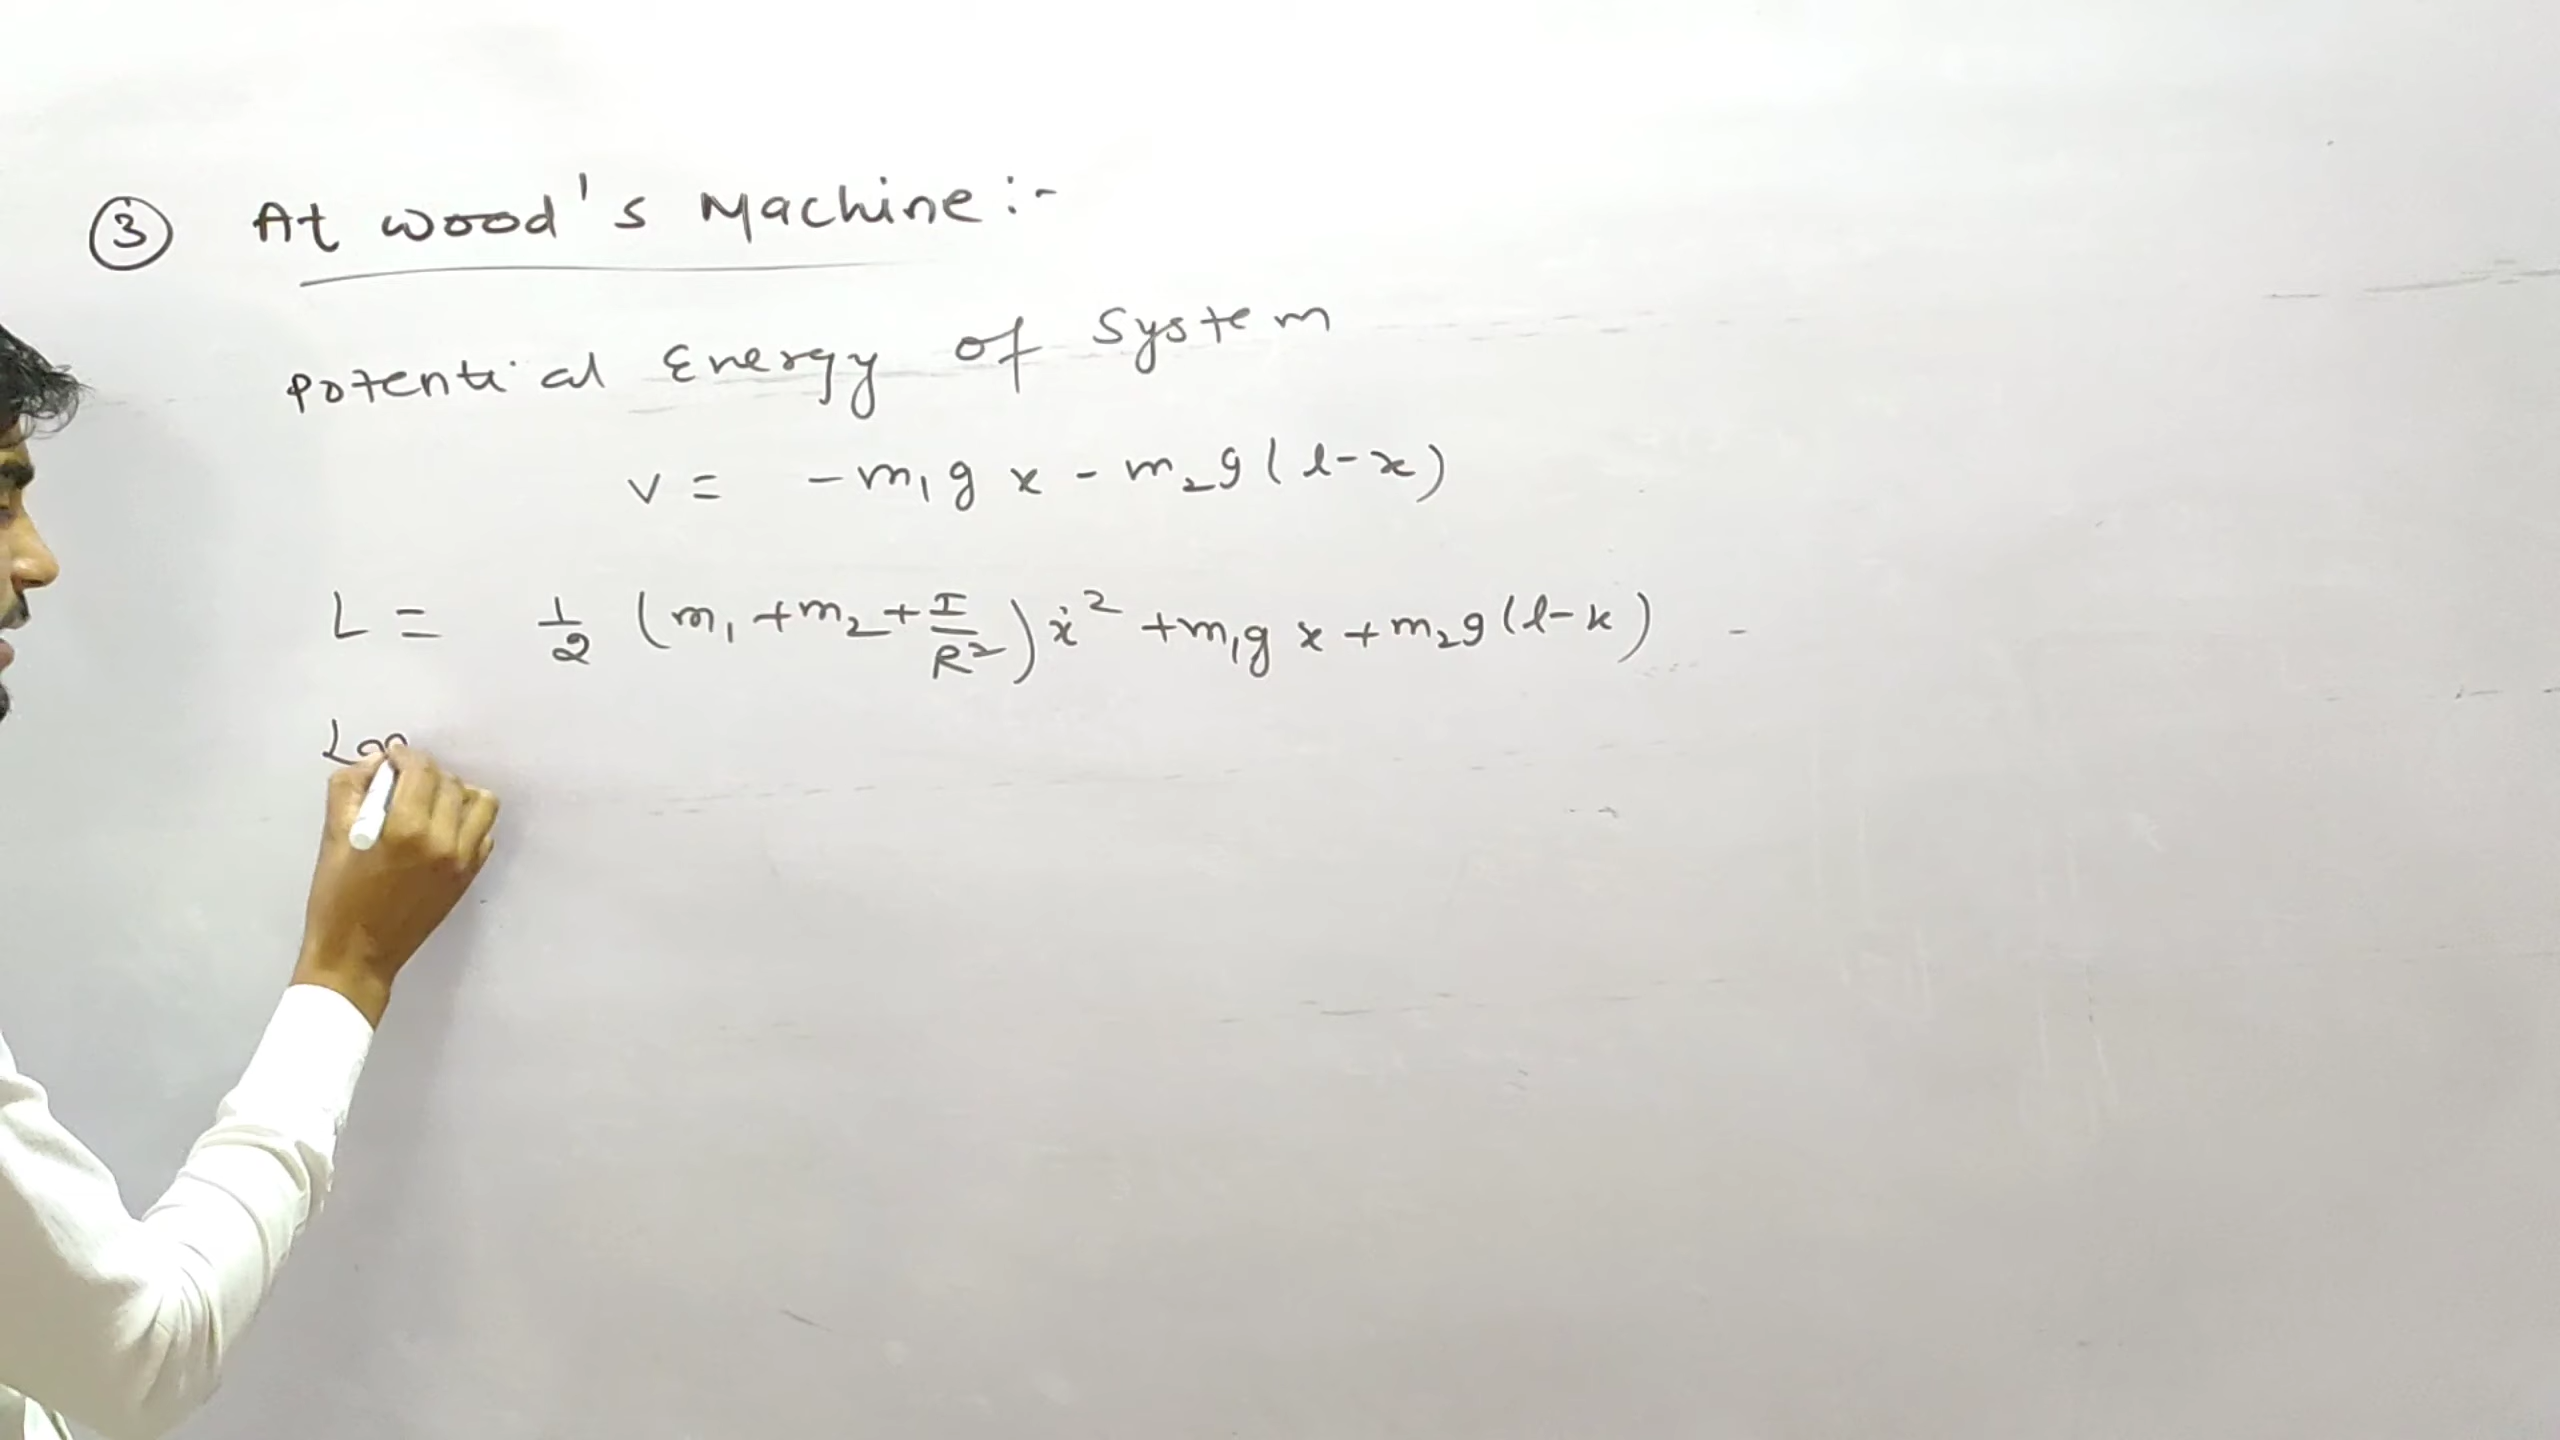 ③ At wood's Machine :-
Potential Energy of System
V = -m₁g x - m₂g(l-x)
L = 1/2 (m₁+m₂+I/R²)ẋ² +m₁g x +m₂g(l-x) -